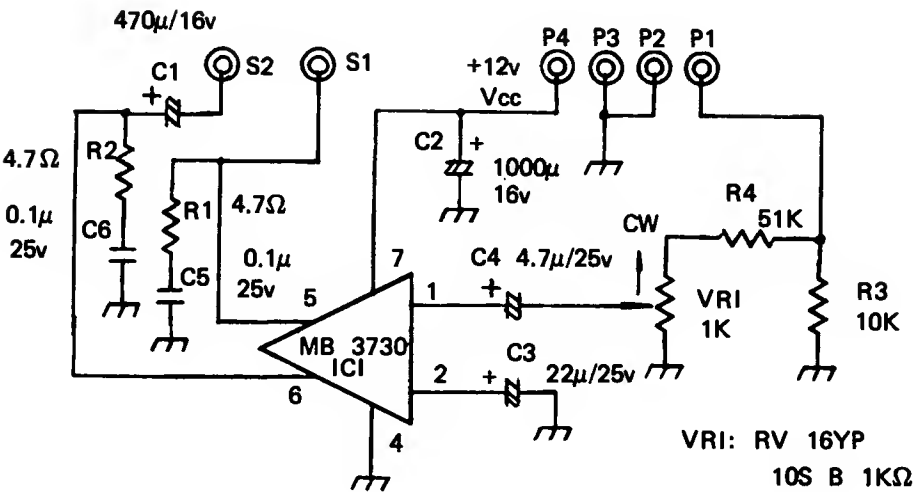 470μ/16v
C1
+
S2
S1
P4
P3
P2
P1
+12v
Vcc
R2
4.7Ω
C2
+
1000μ
16v
R4
51K
0.1μ
25v
C6
R1
4.7Ω
CW
C5
0.1μ
25v
7
C4
4.7μ/25v
+
1
VRI
1K
R3
10K
5
MB 3730
ICI
C3
2
+
22μ/25v
6
4
VRI: RV 16YP
10S B 1KΩ